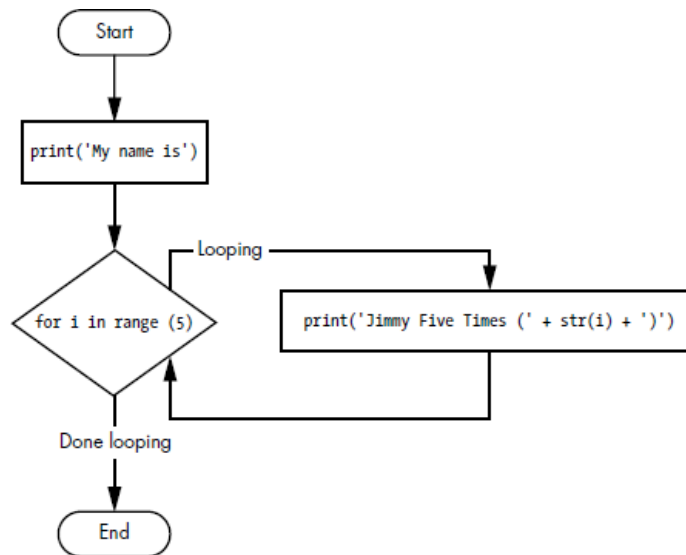 Start
print('My name is')
Looping
for i in range (5)
print('Jimmy Five Times (' + str(i) + ')')
Done looping
End